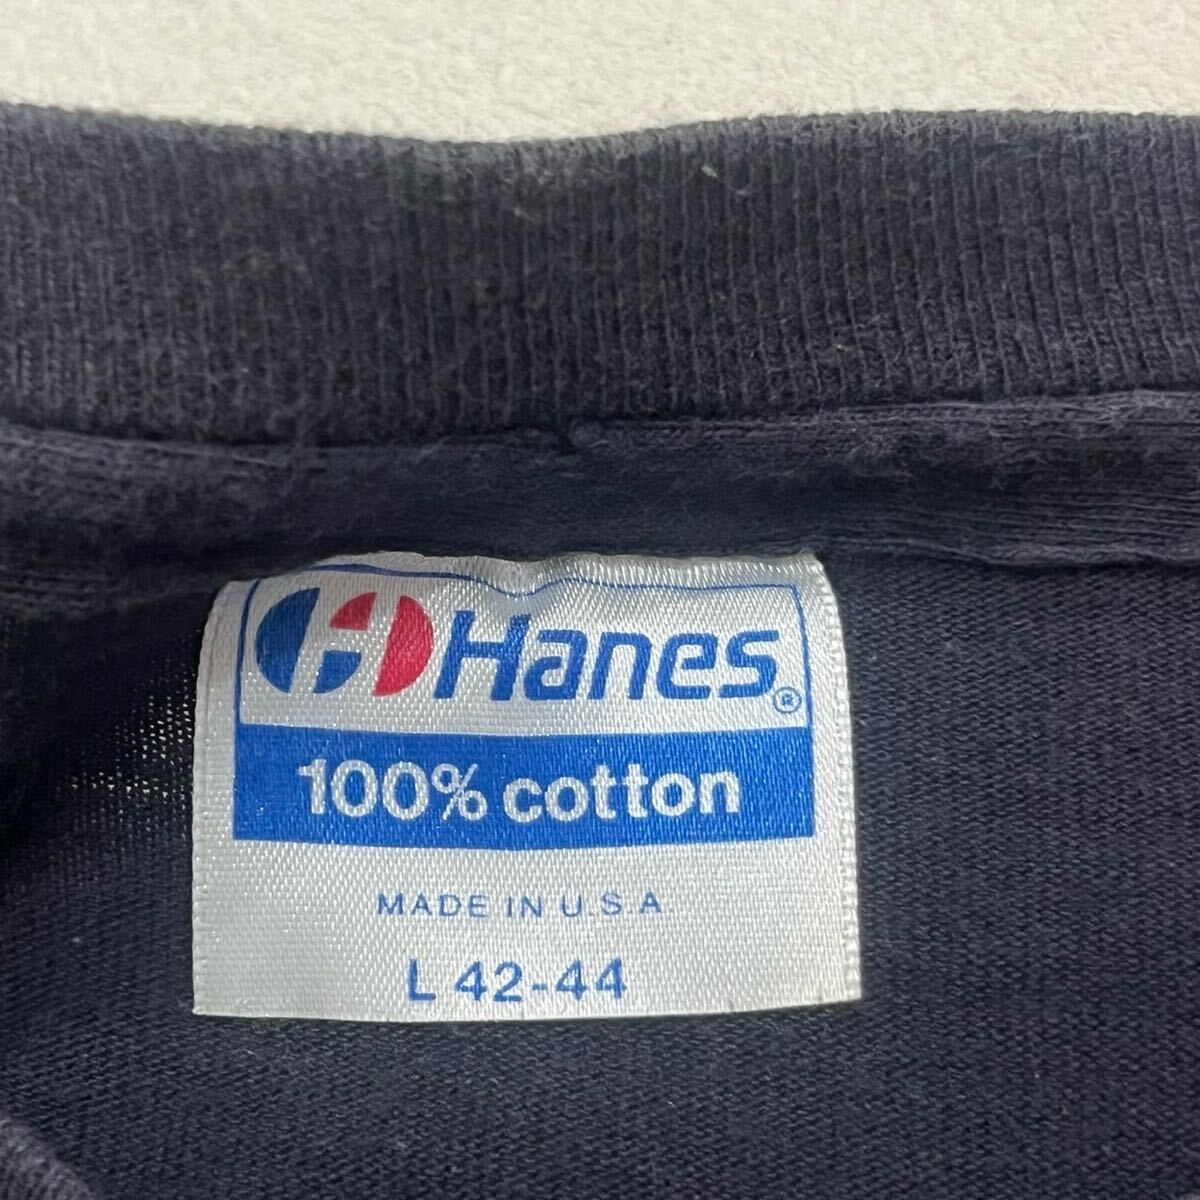 Hanes®
100% cotton
MADE IN U.S.A.
L 42-44